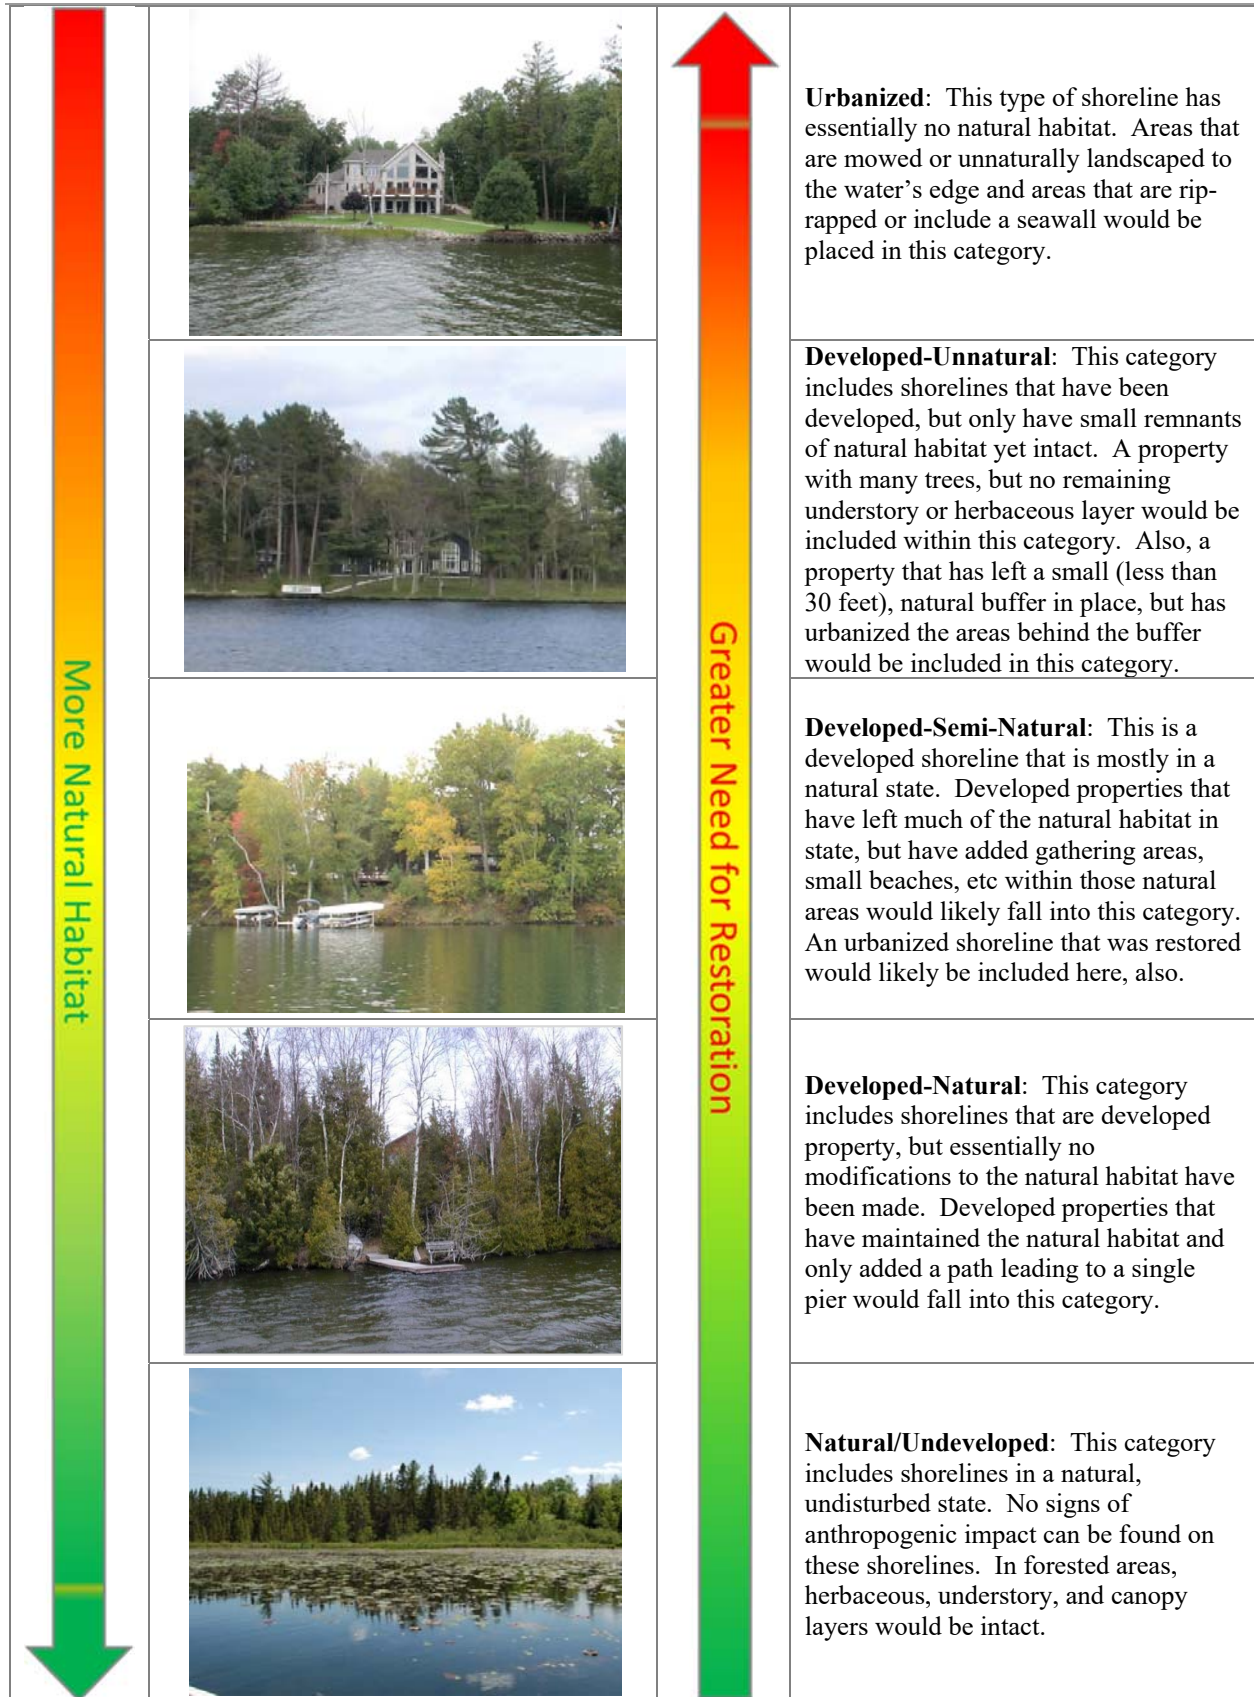 More Natural Habitat
Greater Need for Restoration
Urbanized: This type of shoreline has
essentially no natural habitat. Areas that
are mowed or unnaturally landscaped to
the water’s edge and areas that are rip-
rapped or include a seawall would be
placed in this category.
Developed-Unnatural: This category
includes shorelines that have been
developed, but only have small remnants
of natural habitat yet intact. A property
with many trees, but no remaining
understory or herbaceous layer would be
included within this category. Also, a
property that has left a small (less than
30 feet), natural buffer in place, but has
urbanized the areas behind the buffer
would be included in this category.
Developed-Semi-Natural: This is a
developed shoreline that is mostly in a
natural state. Developed properties that
have left much of the natural habitat in
state, but have added gathering areas,
small beaches, etc within those natural
areas would likely fall into this category.
An urbanized shoreline that was restored
would likely be included here, also.
Developed-Natural: This category
includes shorelines that are developed
property, but essentially no
modifications to the natural habitat have
been made. Developed properties that
have maintained the natural habitat and
only added a path leading to a single
pier would fall into this category.
Natural/Undeveloped: This category
includes shorelines in a natural,
undisturbed state. No signs of
anthropogenic impact can be found on
these shorelines. In forested areas,
herbaceous, understory, and canopy
layers would be intact.